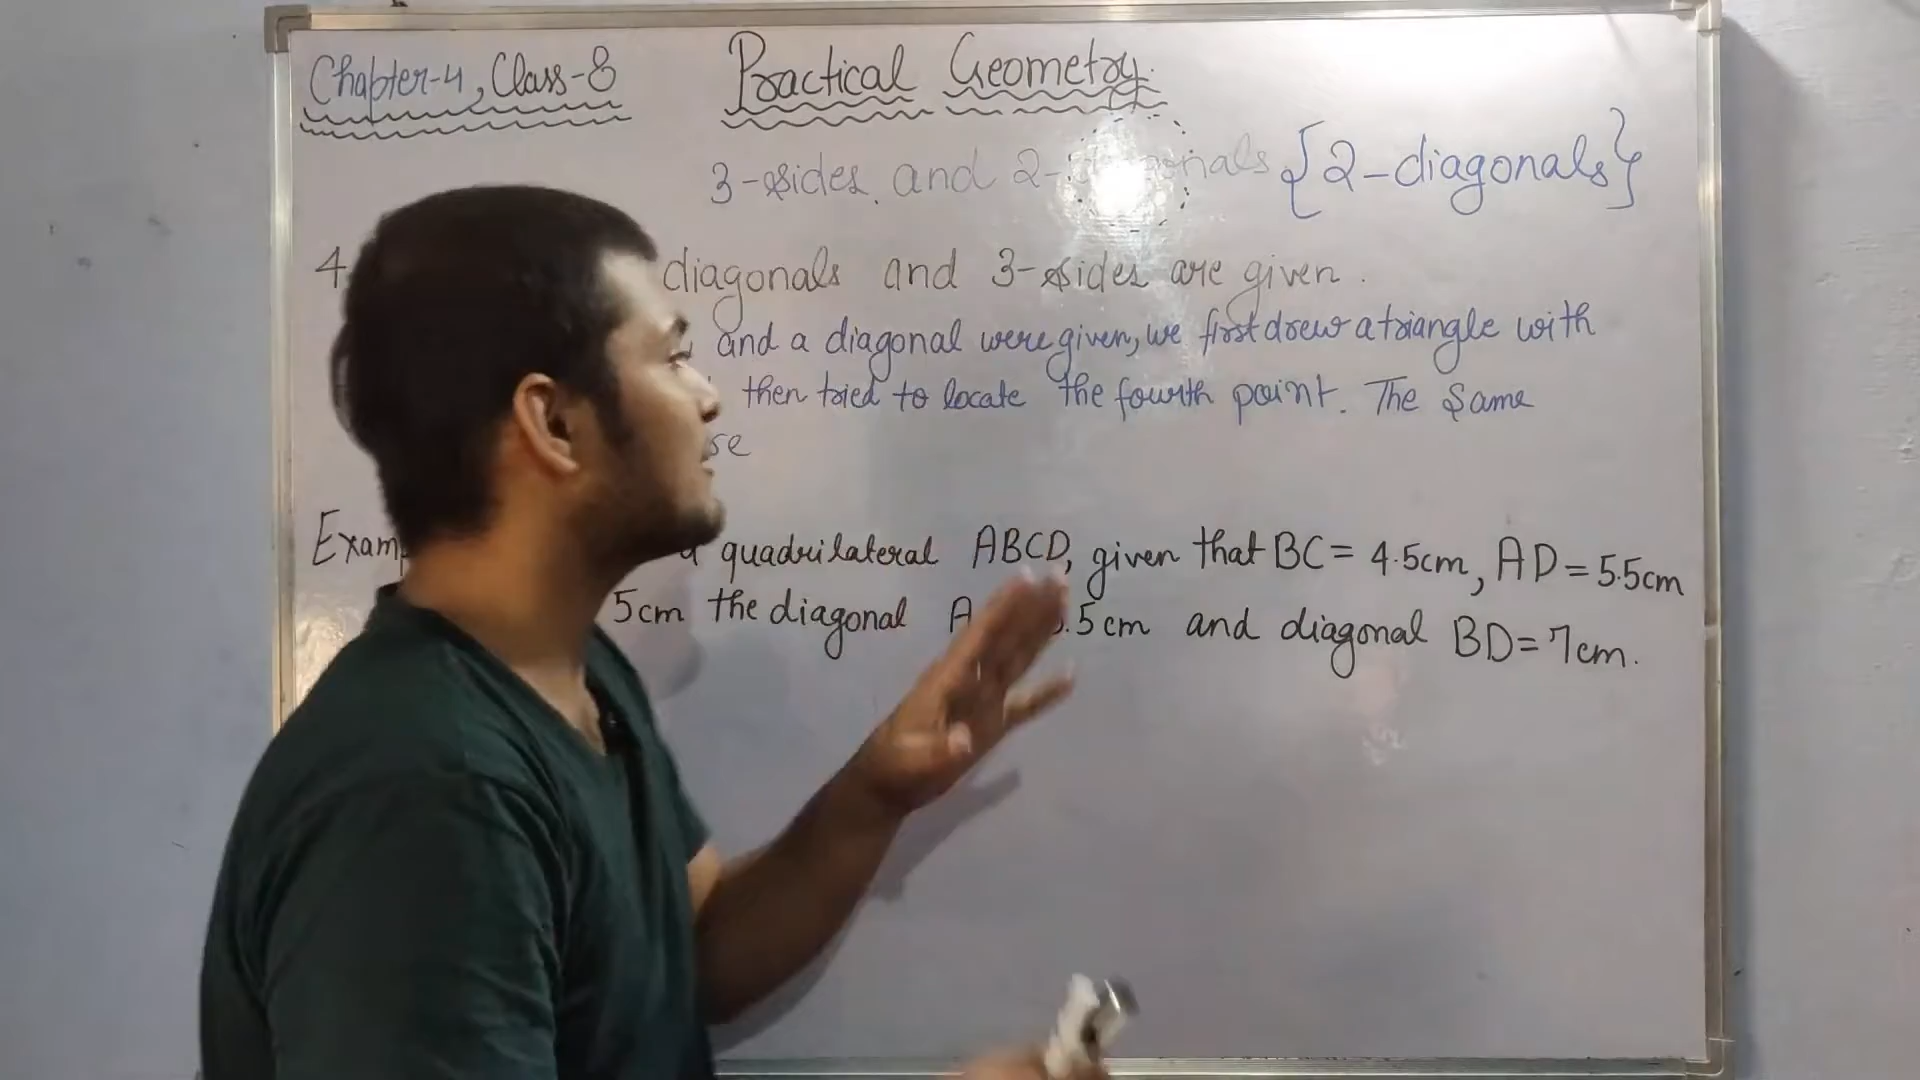 Chapter-4, Class-8
Practical Geometry.
3-sides and 2-diagonals {2-diagonals}
4. diagonals and 3-sides are given.
and a diagonal were given, we first drew a triangle with
then tried to locate the fourth point. The same
se
Exam quadrilateral ABCD, given that BC = 4.5cm, AD = 5.5cm
5cm the diagonal A .5cm and diagonal BD = 7cm.